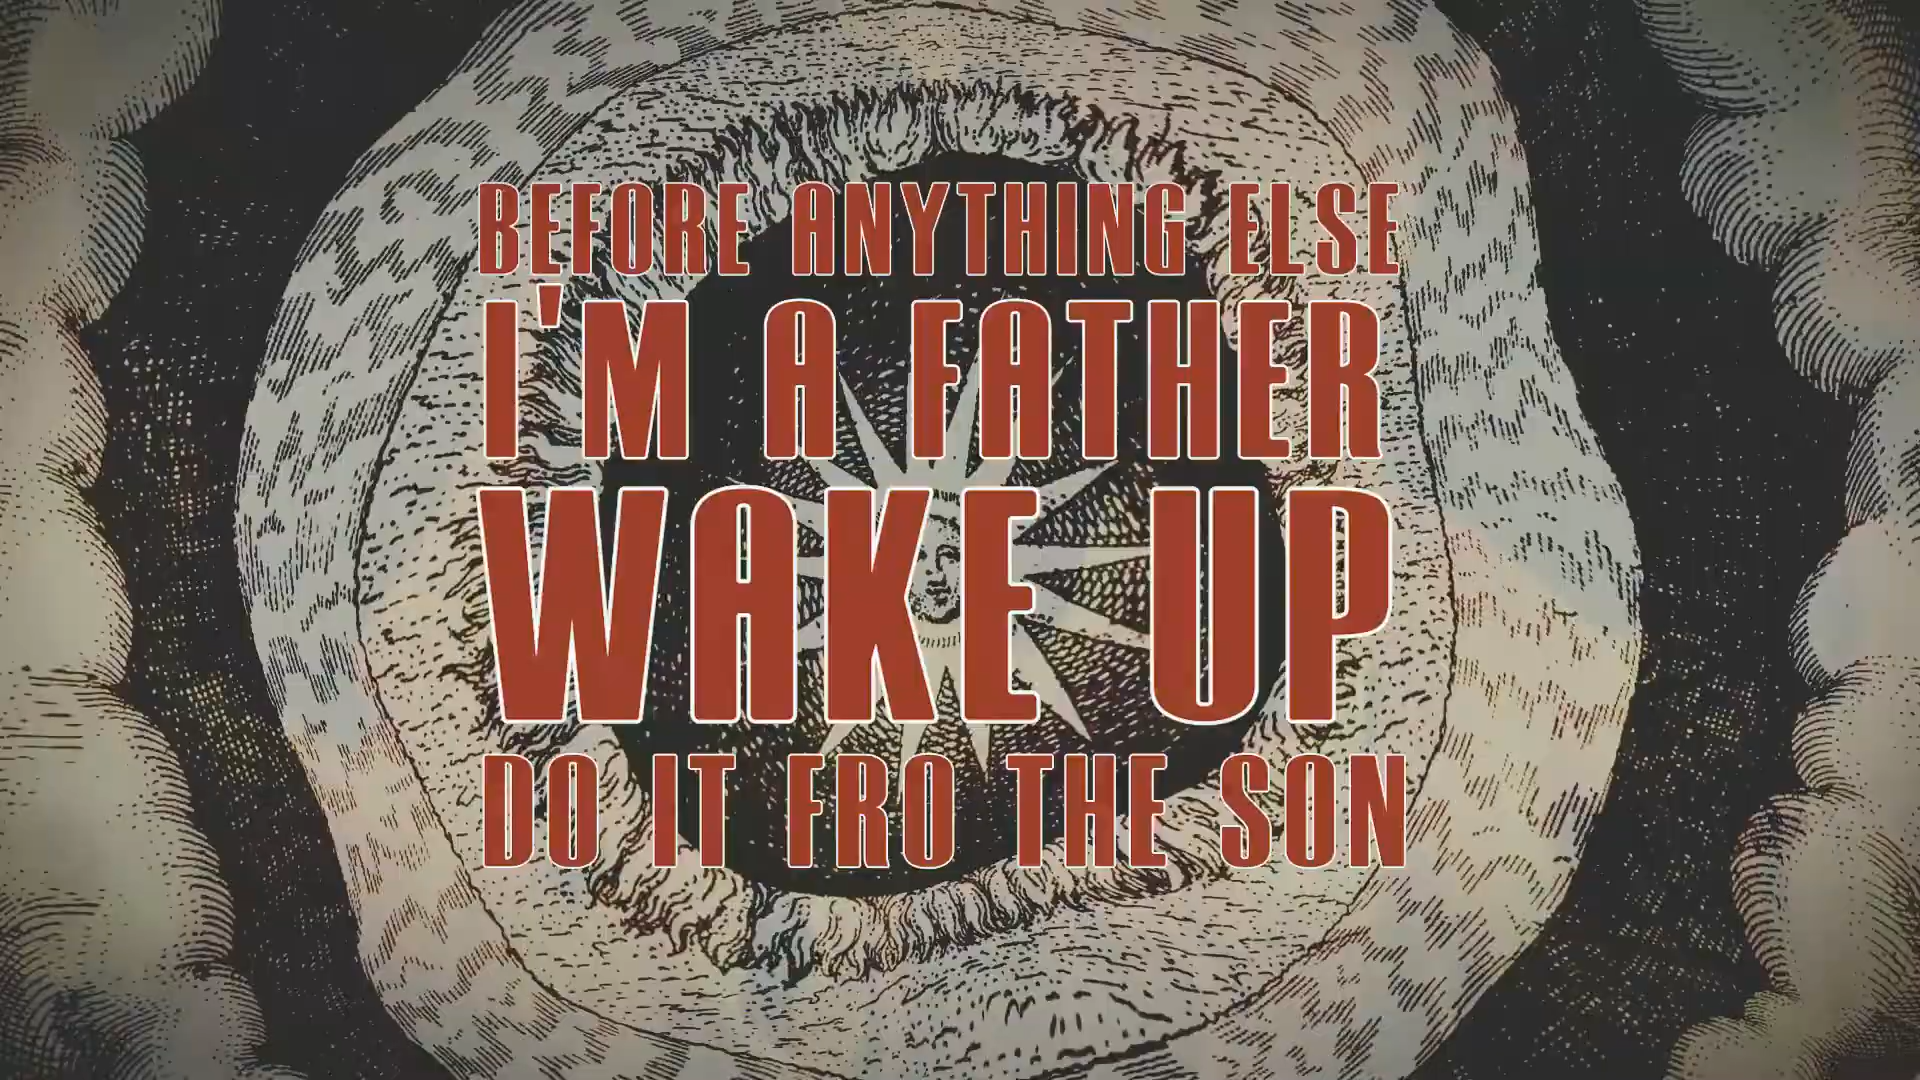 BEFORE ANYTHING ELSE
I'M A FATHER
WAKE UP
DO IT FRO THE SON